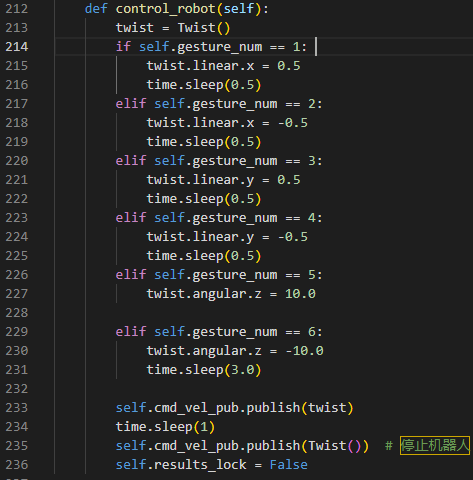 212 def control_robot(self):
213 twist = Twist()
214 if self.gesture_num == 1:
215 twist.linear.x = 0.5
216 time.sleep(0.5)
217 elif self.gesture_num == 2:
218 twist.linear.x = -0.5
219 time.sleep(0.5)
220 elif self.gesture_num == 3:
221 twist.linear.y = 0.5
222 time.sleep(0.5)
223 elif self.gesture_num == 4:
224 twist.linear.y = -0.5
225 time.sleep(0.5)
226 elif self.gesture_num == 5:
227 twist.angular.z = 10.0
228
229 elif self.gesture_num == 6:
230 twist.angular.z = -10.0
231 time.sleep(3.0)
232
233 self.cmd_vel_pub.publish(twist)
234 time.sleep(1)
235 self.cmd_vel_pub.publish(Twist()) # 停止机器人
236 self.results_lock = False